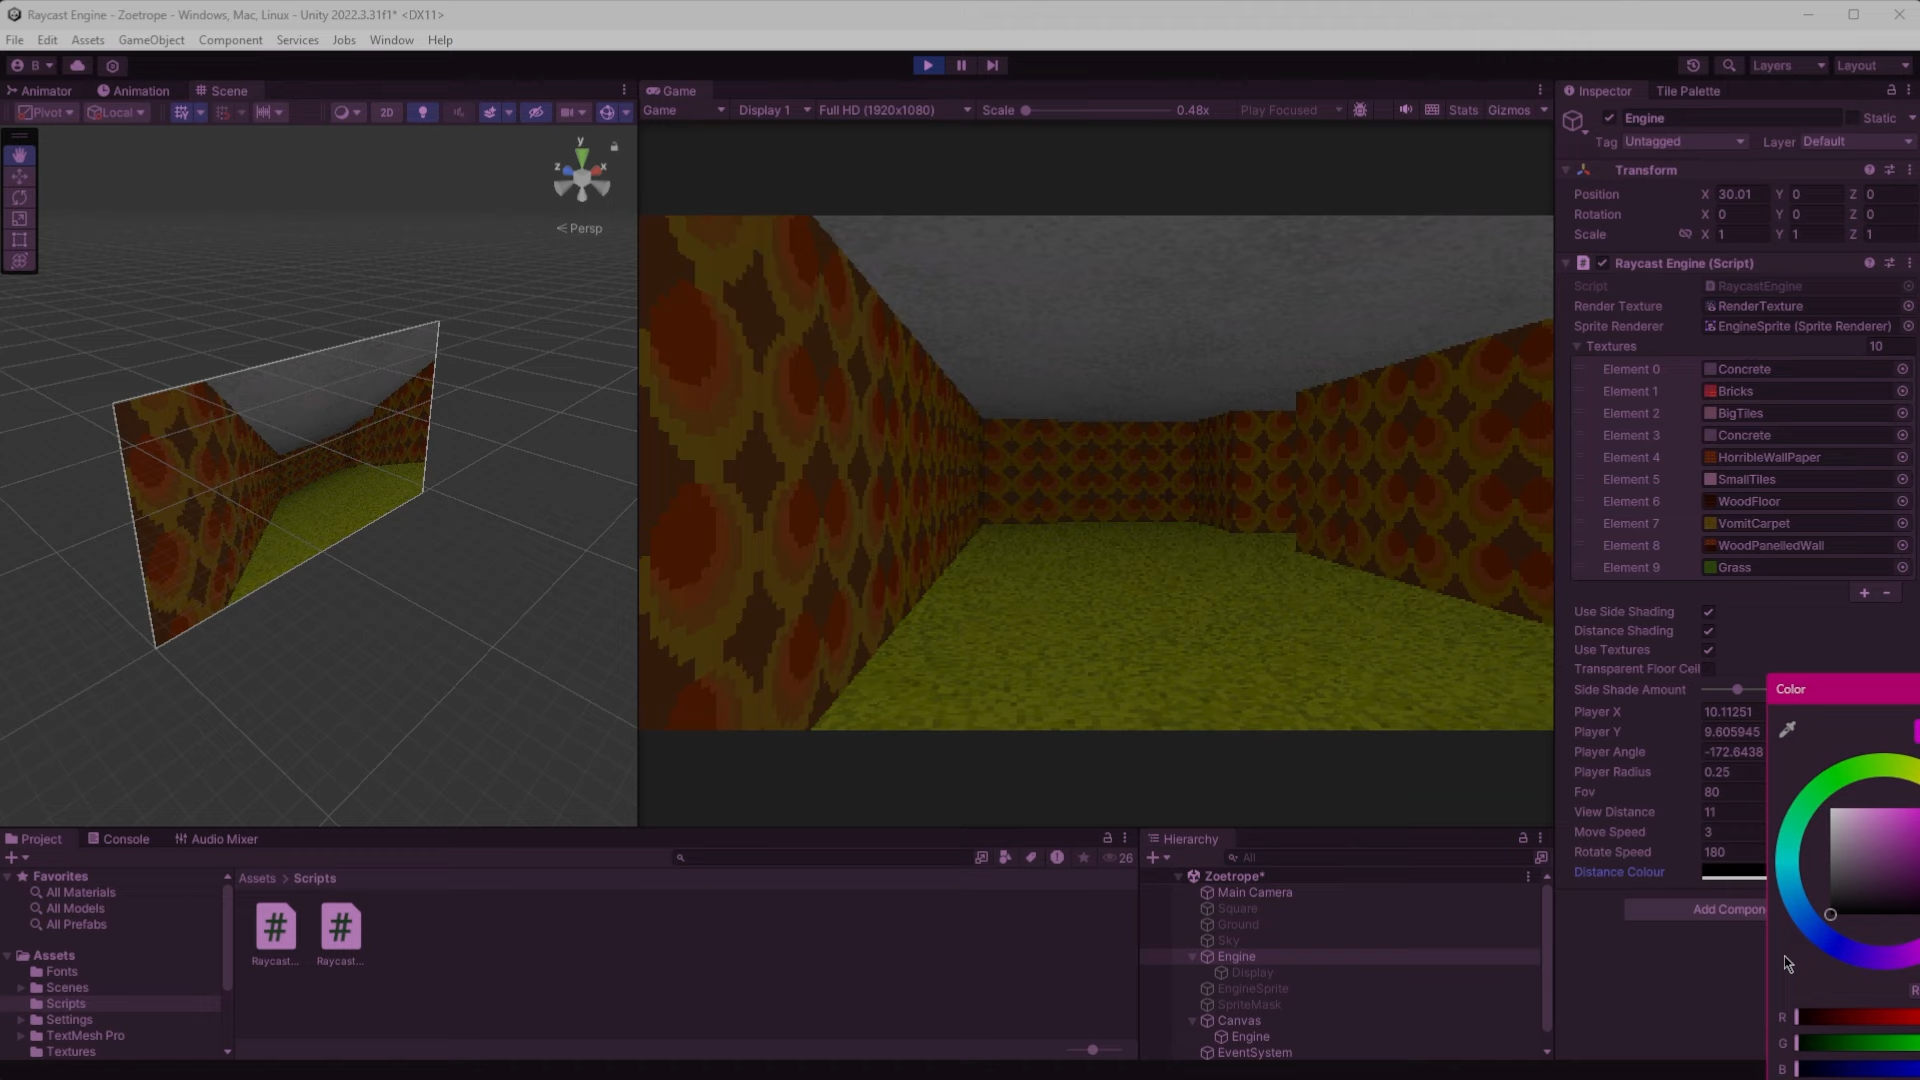 Raycast Engine - Zoetrope - Windows, Mac, Linux - Unity 2022.3.31f1* <DX11>
File Edit Assets GameObject Component Services Jobs Window Help
B Layers Layout
Animator Animation Scene
Game
Inspector Tile Palette
Pivot Local 2D
Game Display 1 Full HD (1920x1080) Scale 0.48x Play Focused Stats Gizmos
Engine Static
Tag Untagged Layer Default
y
z x
Persp
Transform
Position X 30.01 Y 0 Z 0
Rotation X 0 Y 0 Z 0
Scale X 1 Y 1 Z 1
# Raycast Engine (Script)
Script RaycastEngine
Render Texture RenderTexture
Sprite Renderer EngineSprite (Sprite Renderer)
Textures 10
Element 0 Concrete
Element 1 Bricks
Element 2 BigTiles
Element 3 Concrete
Element 4 HorribleWallPaper
Element 5 SmallTiles
Element 6 WoodFloor
Element 7 VomitCarpet
Element 8 WoodPanelledWall
Element 9 Grass
+ -
Use Side Shading
Distance Shading
Use Textures
Transparent Floor Ceil
Side Shade Amount
Player X 10.11251
Player Y 9.605945
Player Angle -172.6438
Player Radius 0.25
Fov 80
View Distance 11
Move Speed 3
Rotate Speed 180
Distance Colour
Add Compon
Color
R
R
G
B
Project Console Audio Mixer
+ 26
Favorites
All Materials
All Models
All Prefabs
Assets
Fonts
Scenes
Scripts
Settings
TextMesh Pro
Textures
Assets > Scripts
# #
Raycast... Raycast...
Hierarchy
+ All
Zoetrope*
Main Camera
Square
Ground
Sky
Engine
Display
EngineSprite
SpriteMask
Canvas
Engine
EventSystem